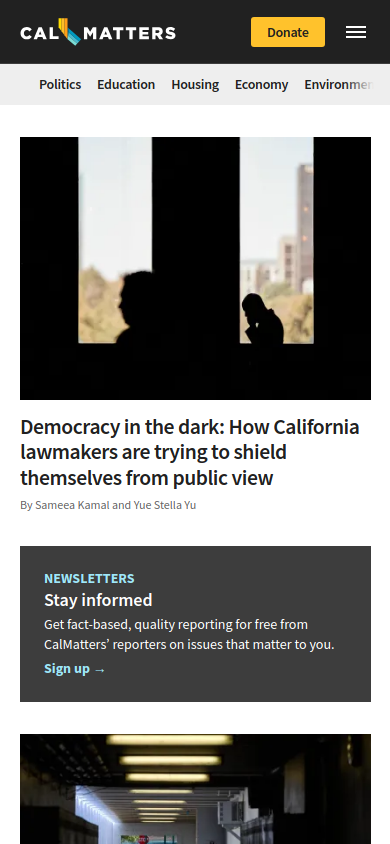 CAL MATTERS
Donate
Politics Education Housing Economy Environmen
Democracy in the dark: How California
lawmakers are trying to shield
themselves from public view
By Sameea Kamal and Yue Stella Yu
NEWSLETTERS
Stay informed
Get fact-based, quality reporting for free from
CalMatters’ reporters on issues that matter to you.
Sign up →